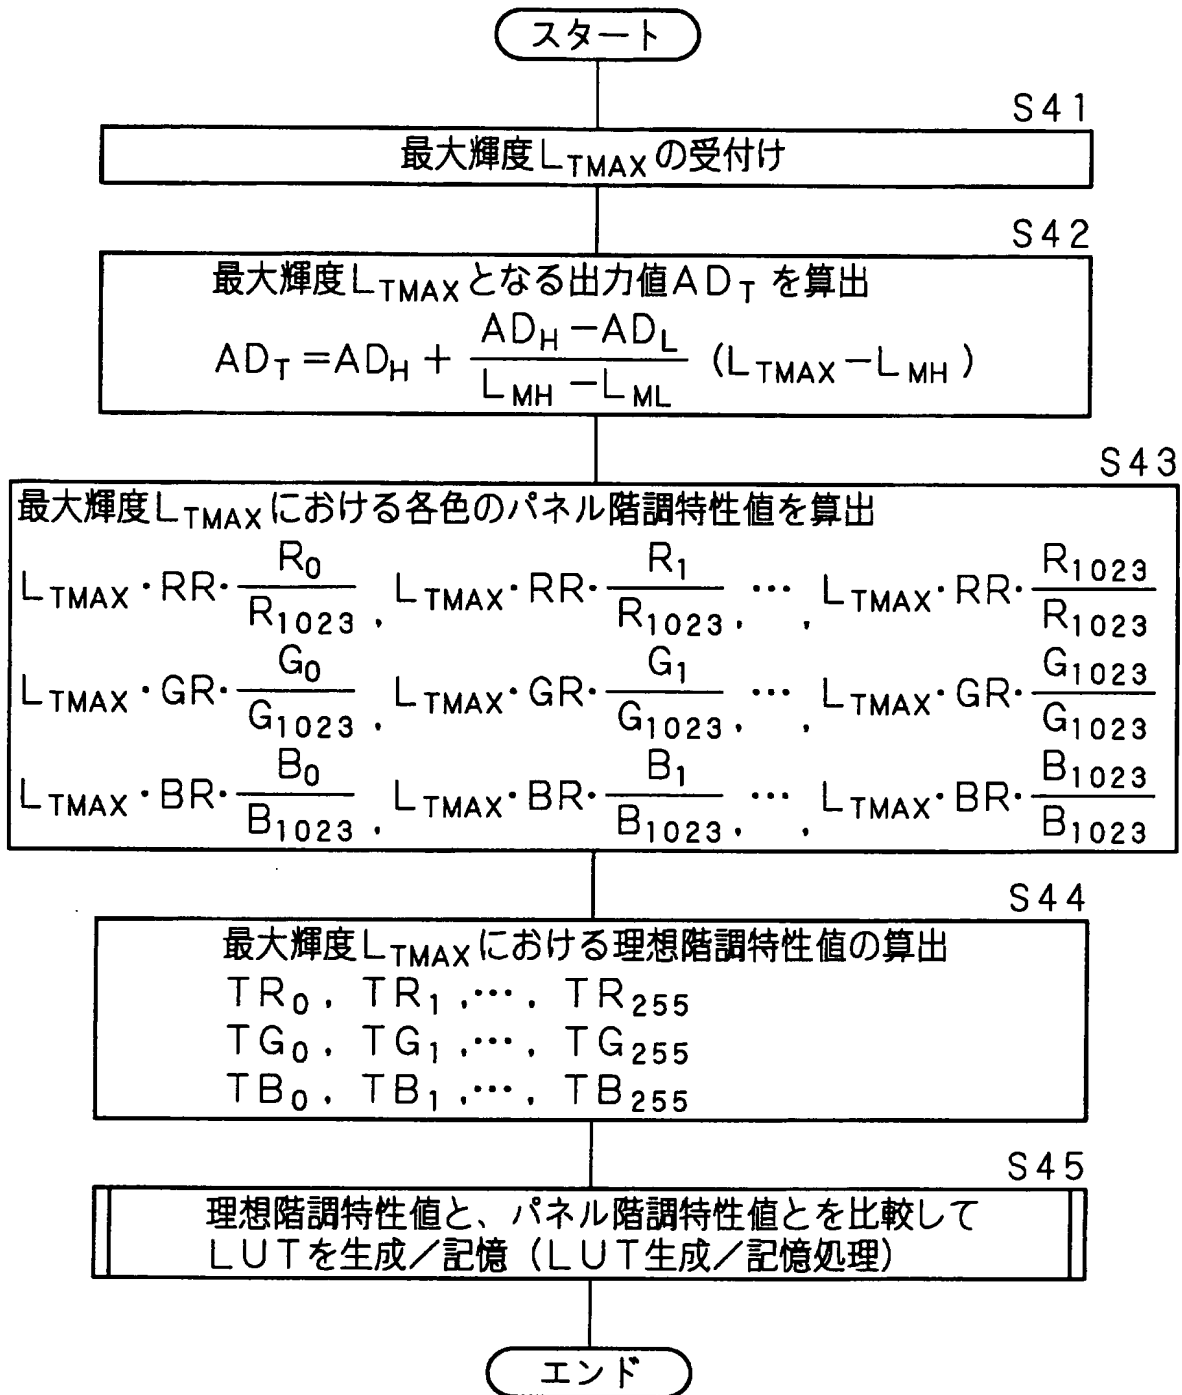 スタート
S41
最大輝度L_TMAXの受付け
S42
最大輝度L_TMAXとなる出力値AD_Tを算出
AD_T=AD_H+\frac{AD_H-AD_L}{L_MH-L_ML}(L_TMAX-L_MH)
S43
最大輝度L_TMAXにおける各色のパネル階調特性値を算出
L_TMAX・RR・\frac{R_0}{R_1023}, L_TMAX・RR・\frac{R_1}{R_1023}, …, L_TMAX・RR・\frac{R_1023}{R_1023}
L_TMAX・GR・\frac{G_0}{G_1023}, L_TMAX・GR・\frac{G_1}{G_1023}, …, L_TMAX・GR・\frac{G_1023}{G_1023}
L_TMAX・BR・\frac{B_0}{B_1023}, L_TMAX・BR・\frac{B_1}{B_1023}, …, L_TMAX・BR・\frac{B_1023}{B_1023}
S44
最大輝度L_TMAXにおける理想階調特性値の算出
TR_0, TR_1,…, TR_255
TG_0, TG_1,…, TG_255
TB_0, TB_1,…, TB_255
S45
理想階調特性値と、パネル階調特性値とを比較して
LUTを生成／記憶（LUT生成／記憶処理）
エンド